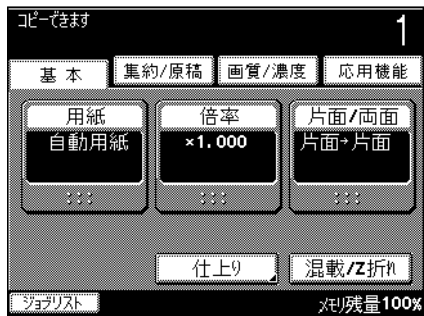 コピーできます
1
基本 集約/原稿 画質/濃度 応用機能
用紙 倍率 片面/両面
自動用紙 ×1.000 片面→片面
仕上り 混載/Z折れ
ジョブリスト メモリ残量100%